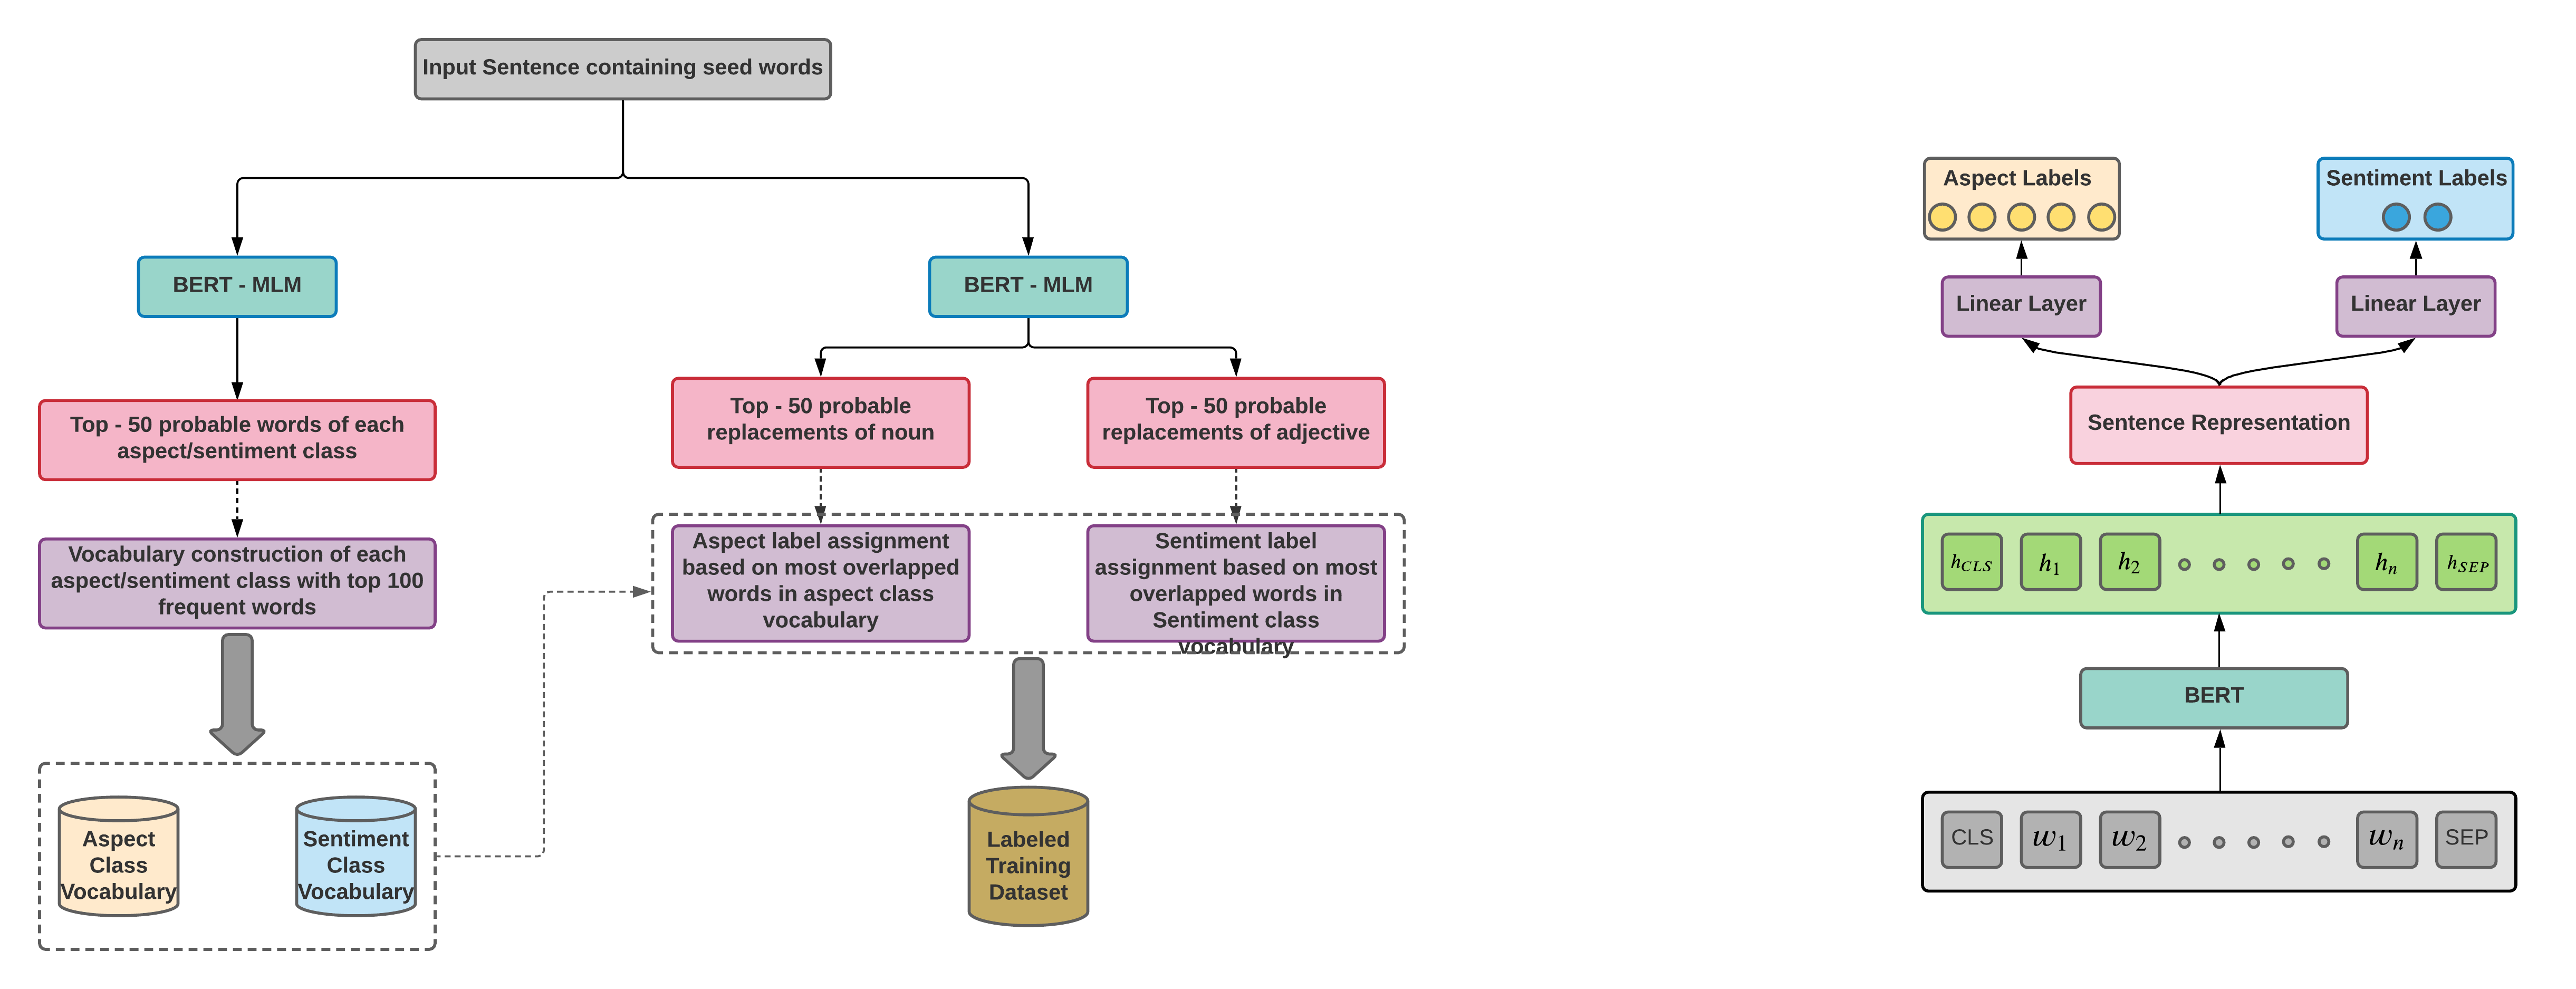 Input Sentence containing seed words
BERT - MLM
BERT - MLM
Top - 50 probable words of each
aspect/sentiment class
Top - 50 probable
replacements of noun
Top - 50 probable
replacements of adjective
Vocabulary construction of each
aspect/sentiment class with top 100
frequent words
Aspect label assignment
based on most overlapped
words in aspect class
vocabulary
Sentiment label
assignment based on most
overlapped words in
Sentiment class
vocabulary
Aspect
Class
Vocabulary
Sentiment
Class
Vocabulary
Labeled
Training
Dataset
Aspect Labels
Sentiment Labels
Linear Layer
Linear Layer
Sentence Representation
h_CLS h_1 h_2 h_n h_SEP
BERT
CLS w_1 w_2 w_n SEP